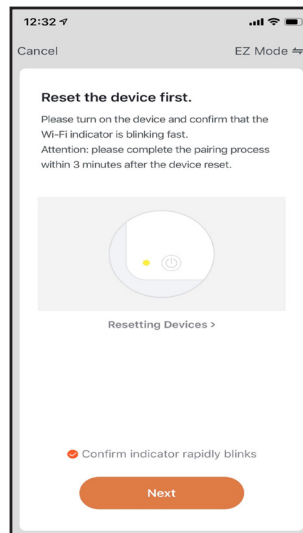 12:32
Cancel EZ Mode
Reset the device first.
Please turn on the device and confirm that the
Wi-Fi indicator is blinking fast.
Attention: please complete the pairing process
within 3 minutes after the device reset.
Resetting Devices >
Confirm indicator rapidly blinks
Next